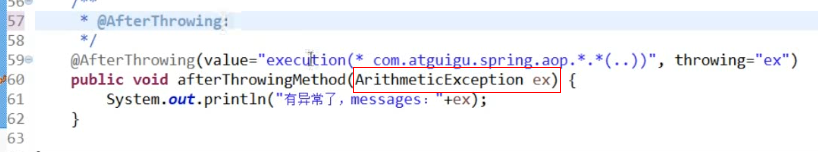 56 /**
57 * @AfterThrowing:
58 */
59 @AfterThrowing(value="execution(* com.atguigu.spring.aop.*.*(..))", throwing="ex")
60 public void afterThrowingMethod(ArithmeticException ex) {
61 System.out.println("有异常了，messages："+ex);
62 }
63